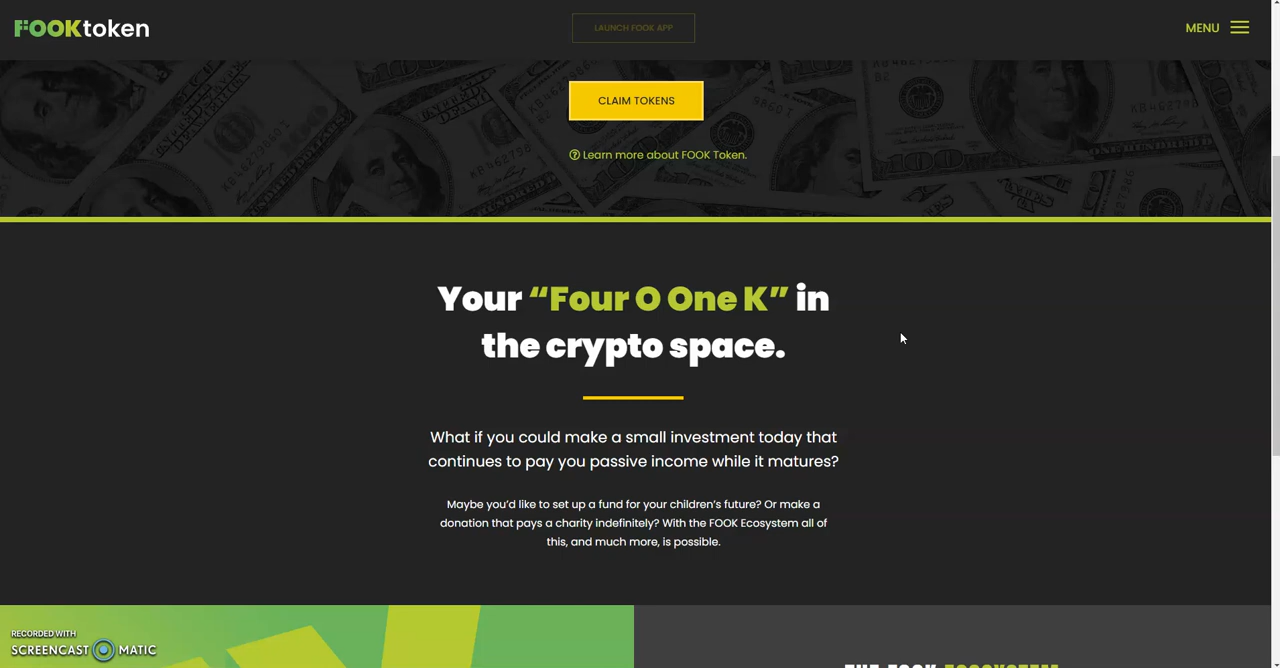 FOOKtoken
LAUNCH FOOK APP
MENU
CLAIM TOKENS
Learn more about FOOK Token.
Your “Four O One K” in
the crypto space.
What if you could make a small investment today that
continues to pay you passive income while it matures?
Maybe you’d like to set up a fund for your children’s future? Or make a
donation that pays a charity indefinitely? With the FOOK Ecosystem all of
this, and much more, is possible.
THE FOOK ECOSYSTEM
RECORDED WITH
SCREENCAST MATIC